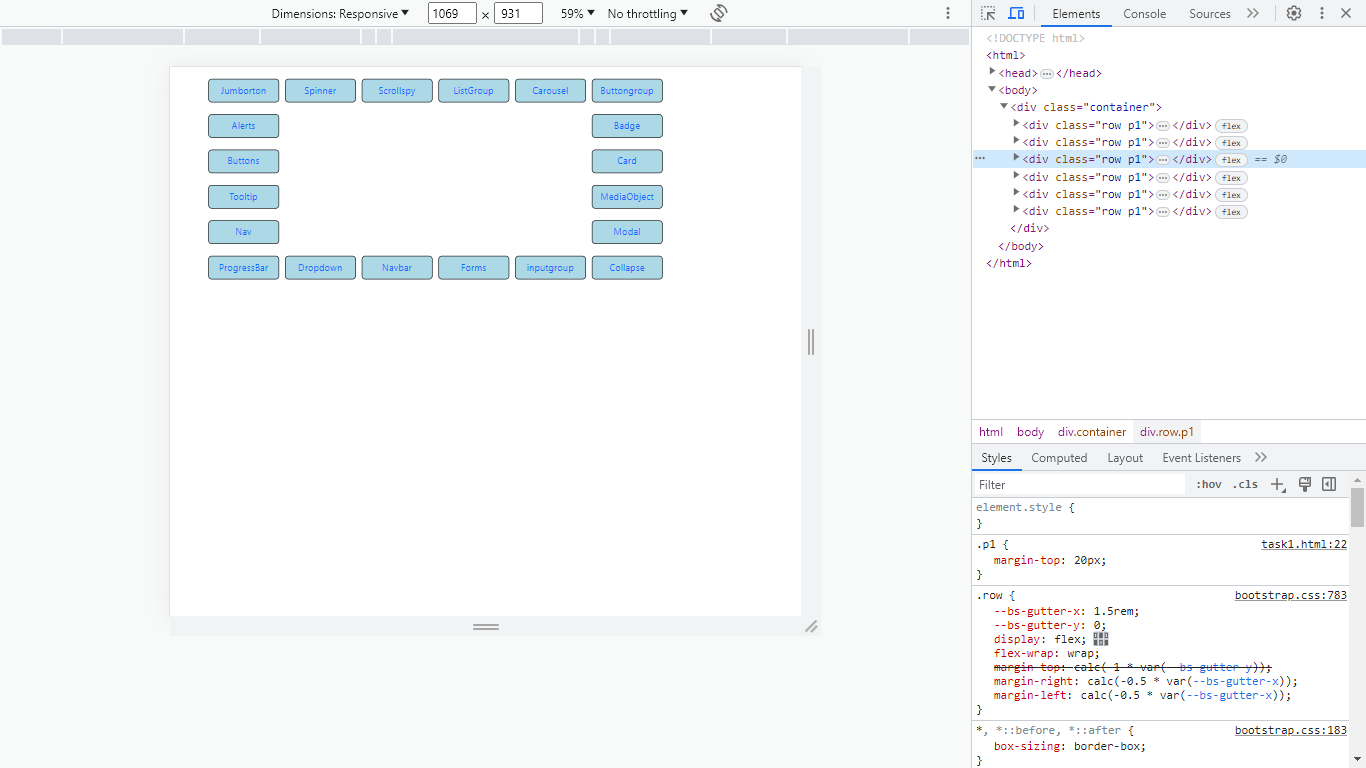 Dimensions: Responsive ▼ 1069 × 931 59% ▼ No throttling ▼
Elements Console Sources
Jumborton Spinner Scrollspy ListGroup Carousel Buttongroup
Alerts Badge
Buttons Card
Tooltip MediaObject
Nav Modal
ProgressBar Dropdown Navbar Forms inputgroup Collapse
<!DOCTYPE html>
<html>
<head> ⋯ </head>
<body>
<div class="container">
<div class="row p1"> ⋯ </div> flex
<div class="row p1"> ⋯ </div> flex
<div class="row p1"> ⋯ </div> flex == $0
<div class="row p1"> ⋯ </div> flex
<div class="row p1"> ⋯ </div> flex
<div class="row p1"> ⋯ </div> flex
</div>
</body>
</html>
html body div.container div.row.p1
Styles Computed Layout Event Listeners
Filter :hov .cls
element.style {
}
.p1 { task1.html:22
margin-top: 20px;
}
.row { bootstrap.css:783
--bs-gutter-x: 1.5rem;
--bs-gutter-y: 0;
display: flex;
flex-wrap: wrap;
margin-top: calc(-1 * var(--bs-gutter-y));
margin-right: calc(-0.5 * var(--bs-gutter-x));
margin-left: calc(-0.5 * var(--bs-gutter-x));
}
*, *::before, *::after { bootstrap.css:183
box-sizing: border-box;
}